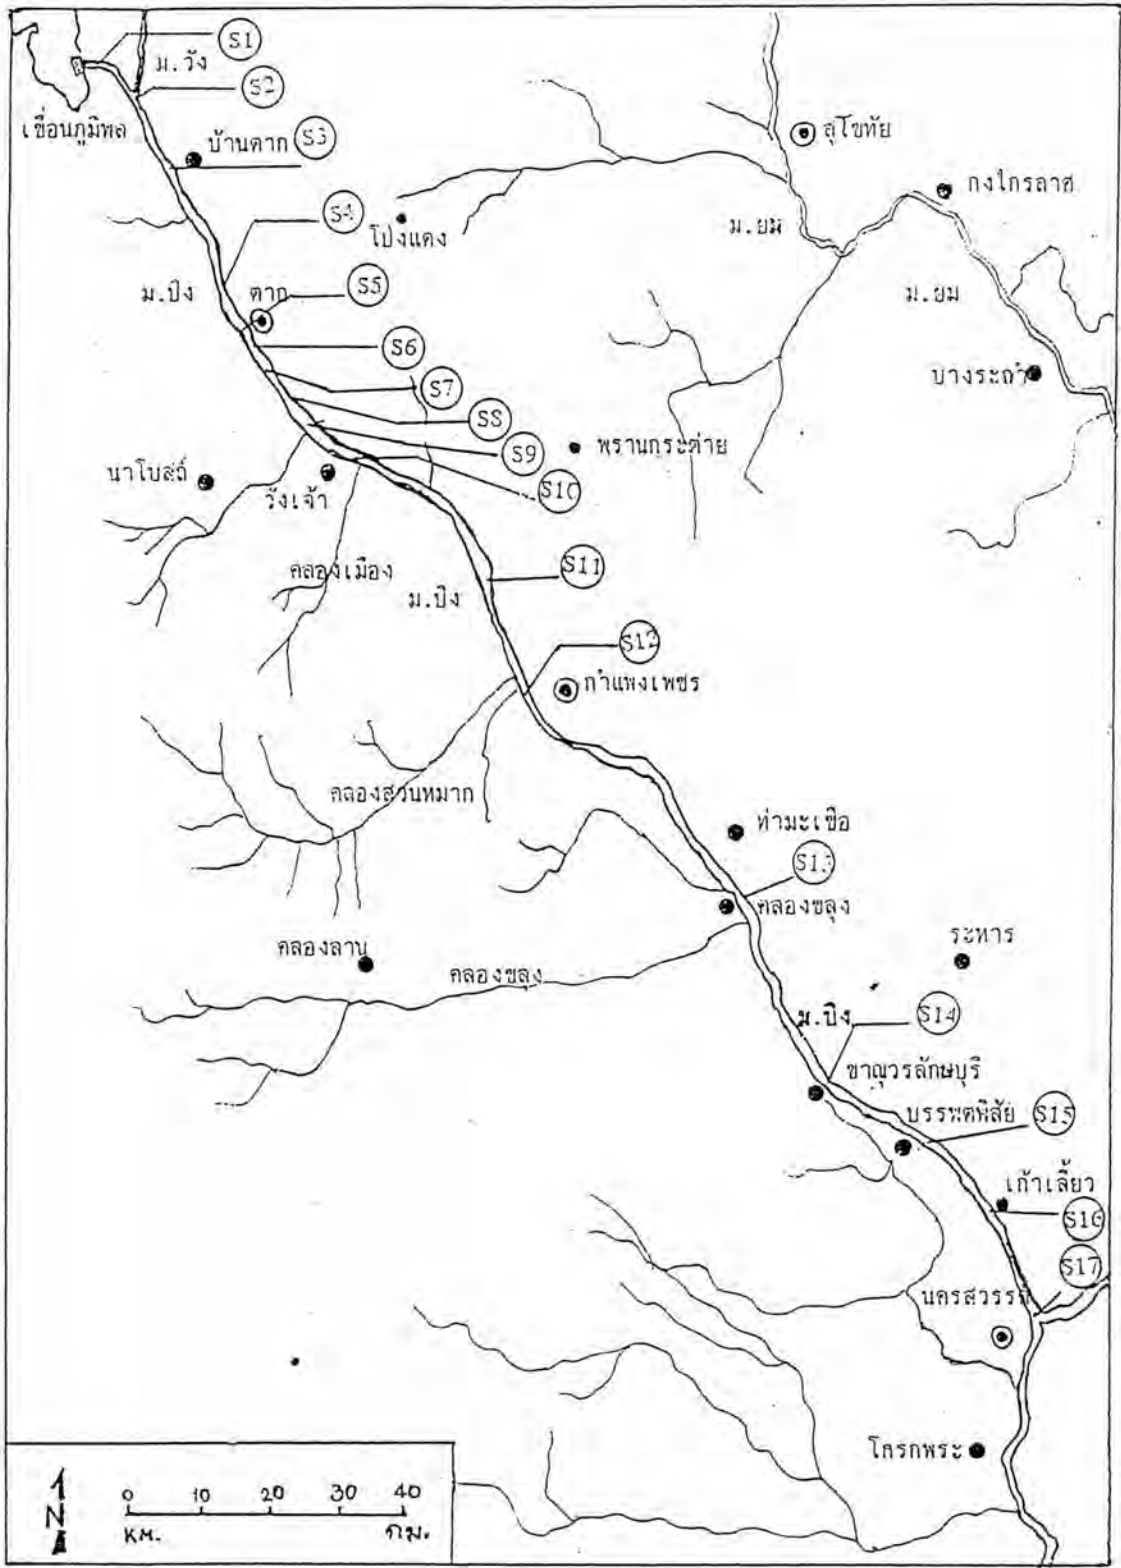 S1
ม.วัง
S2
เขื่อนภูมิพล
บ้านตาก
S3
สุโขทัย
กงไกรลาศ
S4
โป่งแดง
ม.ยม
ม.ปิง
ตาก
S5
ม.ยม
S6
บางระกำ
S7
S8
พรานกระต่าย
S9
นาโบสถ์
วังเจ้า
S10
คลองเมือง
S11
ม.ปิง
S12
กำแพงเพชร
คลองสวนหมาก
ท่ามะเขือ
S13
คลองขลุง
ระหาร
คลองลาน
คลองขลุง
ม.ปิง
S14
ขาณุวรลักษบุรี
บรรพตพิสัย
S15
เก้าเลี้ยว
S16
S17
นครสวรรค์
โกรกพระ
N
0 10 20 30 40
KM. กม.